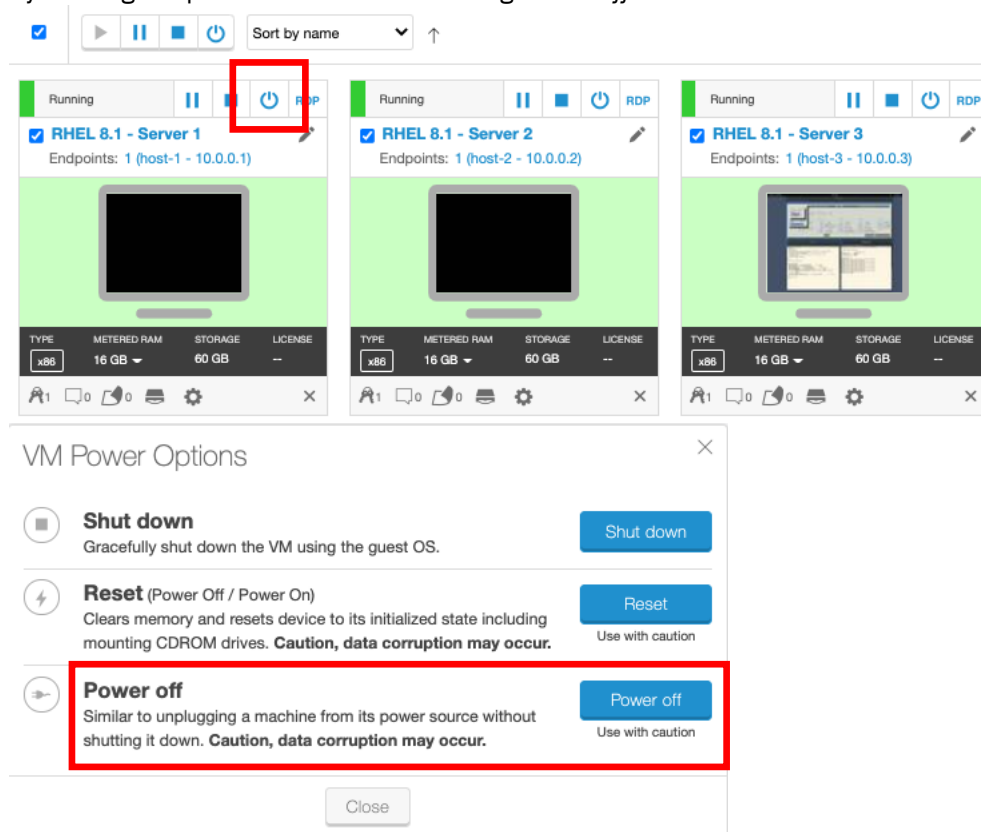 Sort by name
Running RDP
RHEL 8.1 - Server 1
Endpoints: 1 (host-1 - 10.0.0.1)
TYPE METERED RAM STORAGE LICENSE
x86 16 GB 60 GB --
1 0 0
Running RDP
RHEL 8.1 - Server 2
Endpoints: 1 (host-2 - 10.0.0.2)
TYPE METERED RAM STORAGE LICENSE
x86 16 GB 60 GB --
1 0 0
Running RDP
RHEL 8.1 - Server 3
Endpoints: 1 (host-3 - 10.0.0.3)
TYPE METERED RAM STORAGE LICENSE
x86 16 GB 60 GB --
1 0 0
VM Power Options
Shut down
Gracefully shut down the VM using the guest OS.
Shut down
Reset (Power Off / Power On)
Clears memory and resets device to its initialized state including
mounting CDROM drives. Caution, data corruption may occur.
Reset
Use with caution
Power off
Similar to unplugging a machine from its power source without
shutting it down. Caution, data corruption may occur.
Power off
Use with caution
Close